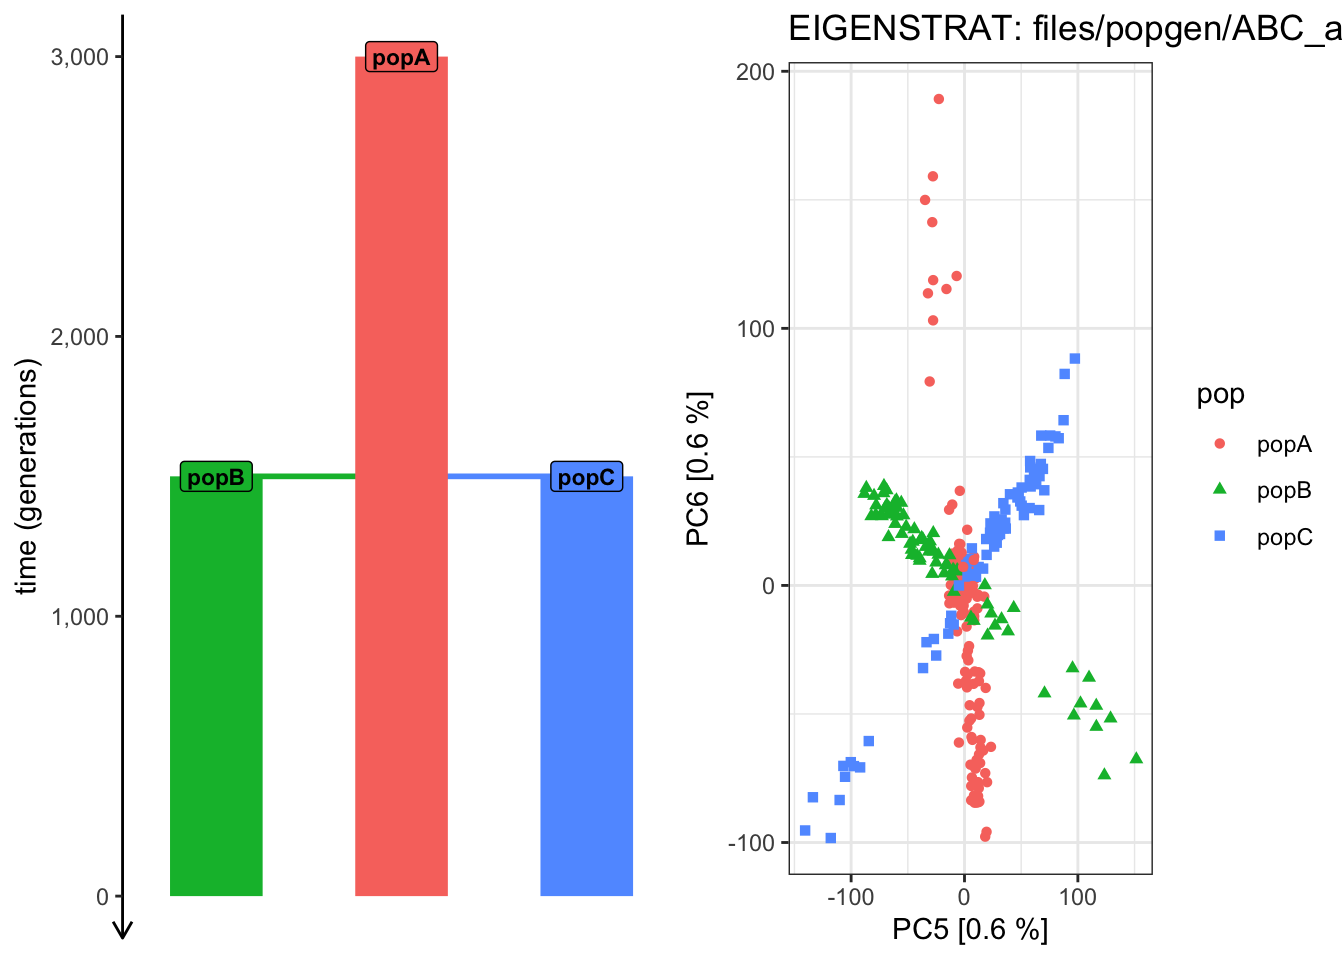 time (generations)
3,000
2,000
1,000
0
popA
popB
popC
EIGENSTRAT: files/popgen/ABC_a
PC6 [0.6 %]
200
100
0
-100
-100 0 100
PC5 [0.6 %]
pop
popA
popB
popC